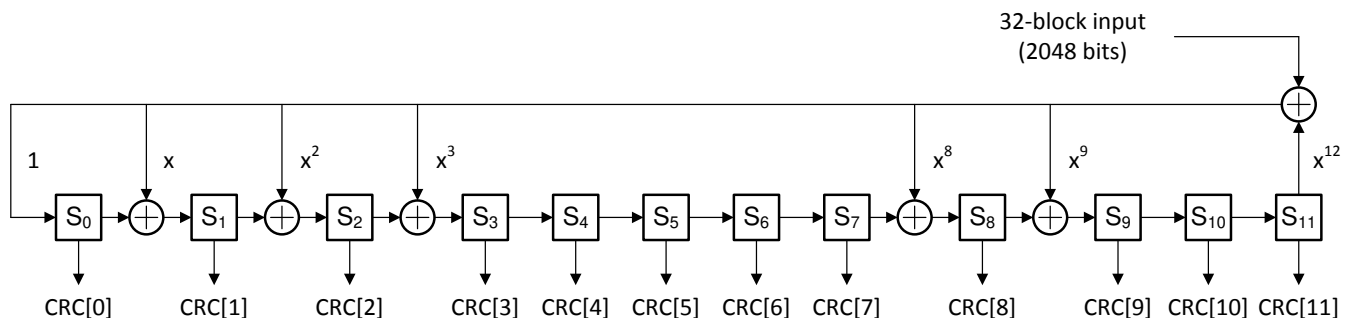 32-block input
(2048 bits)
1 x x² x³ x⁸ x⁹ x¹²
S₀ S₁ S₂ S₃ S₄ S₅ S₆ S₇ S₈ S₉ S₁₀ S₁₁
CRC[0] CRC[1] CRC[2] CRC[3] CRC[4] CRC[5] CRC[6] CRC[7] CRC[8] CRC[9] CRC[10] CRC[11]